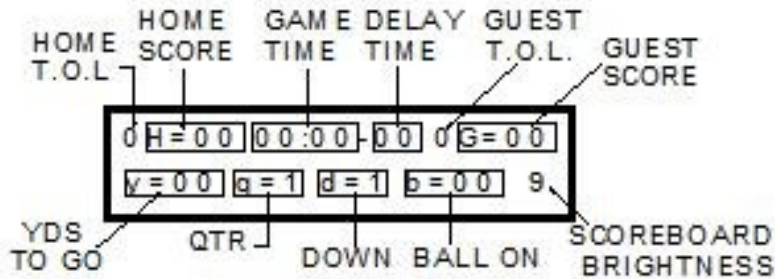 HOME T.O.L
HOME SCORE
GAME TIME
DELAY TIME
GUEST T.O.L.
GUEST SCORE
0 H=00 00:00-00 0 G=00
y=00 q=1 d=1 b=00 9
YDS TO GO
QTR
DOWN
BALL ON
SCOREBOARD BRIGHTNESS